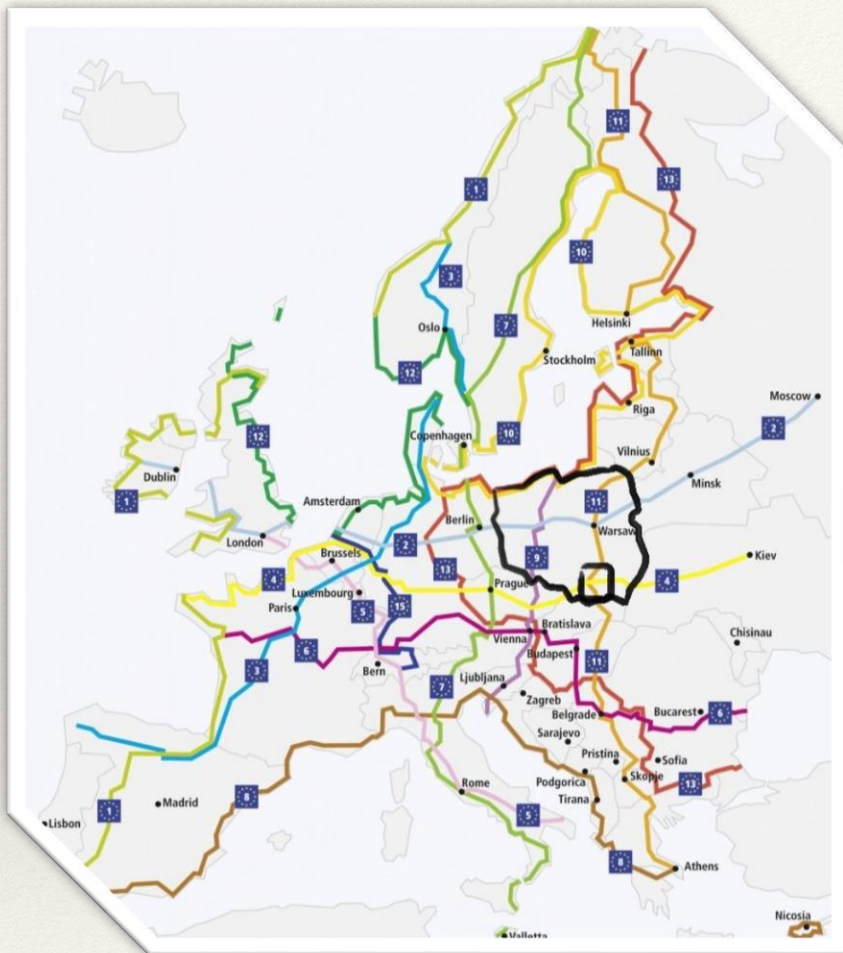 11
1
13
10
3
7
Oslo
Helsinki
Stockholm
Tallinn
12
Moscow
Riga
2
12
Copenhagen
10
Vilnius
Dublin
Minsk
1
Amsterdam
11
Berlin
Warsaw
London
2
Brussels
9
Kiev
13
4
4
Prague
Luxembourg
15
Paris
5
Bratislava
Chisinau
Vienna
6
Budapest
11
3
Bern
Ljubljana
7
Zagreb
Bucarest
6
Belgrade
Sarajevo
Pristina
Sofia
Rome
Podgorica
Skopje
13
8
Madrid
Tirana
1
5
Lisbon
8
Athens
Nicosia
Valletta